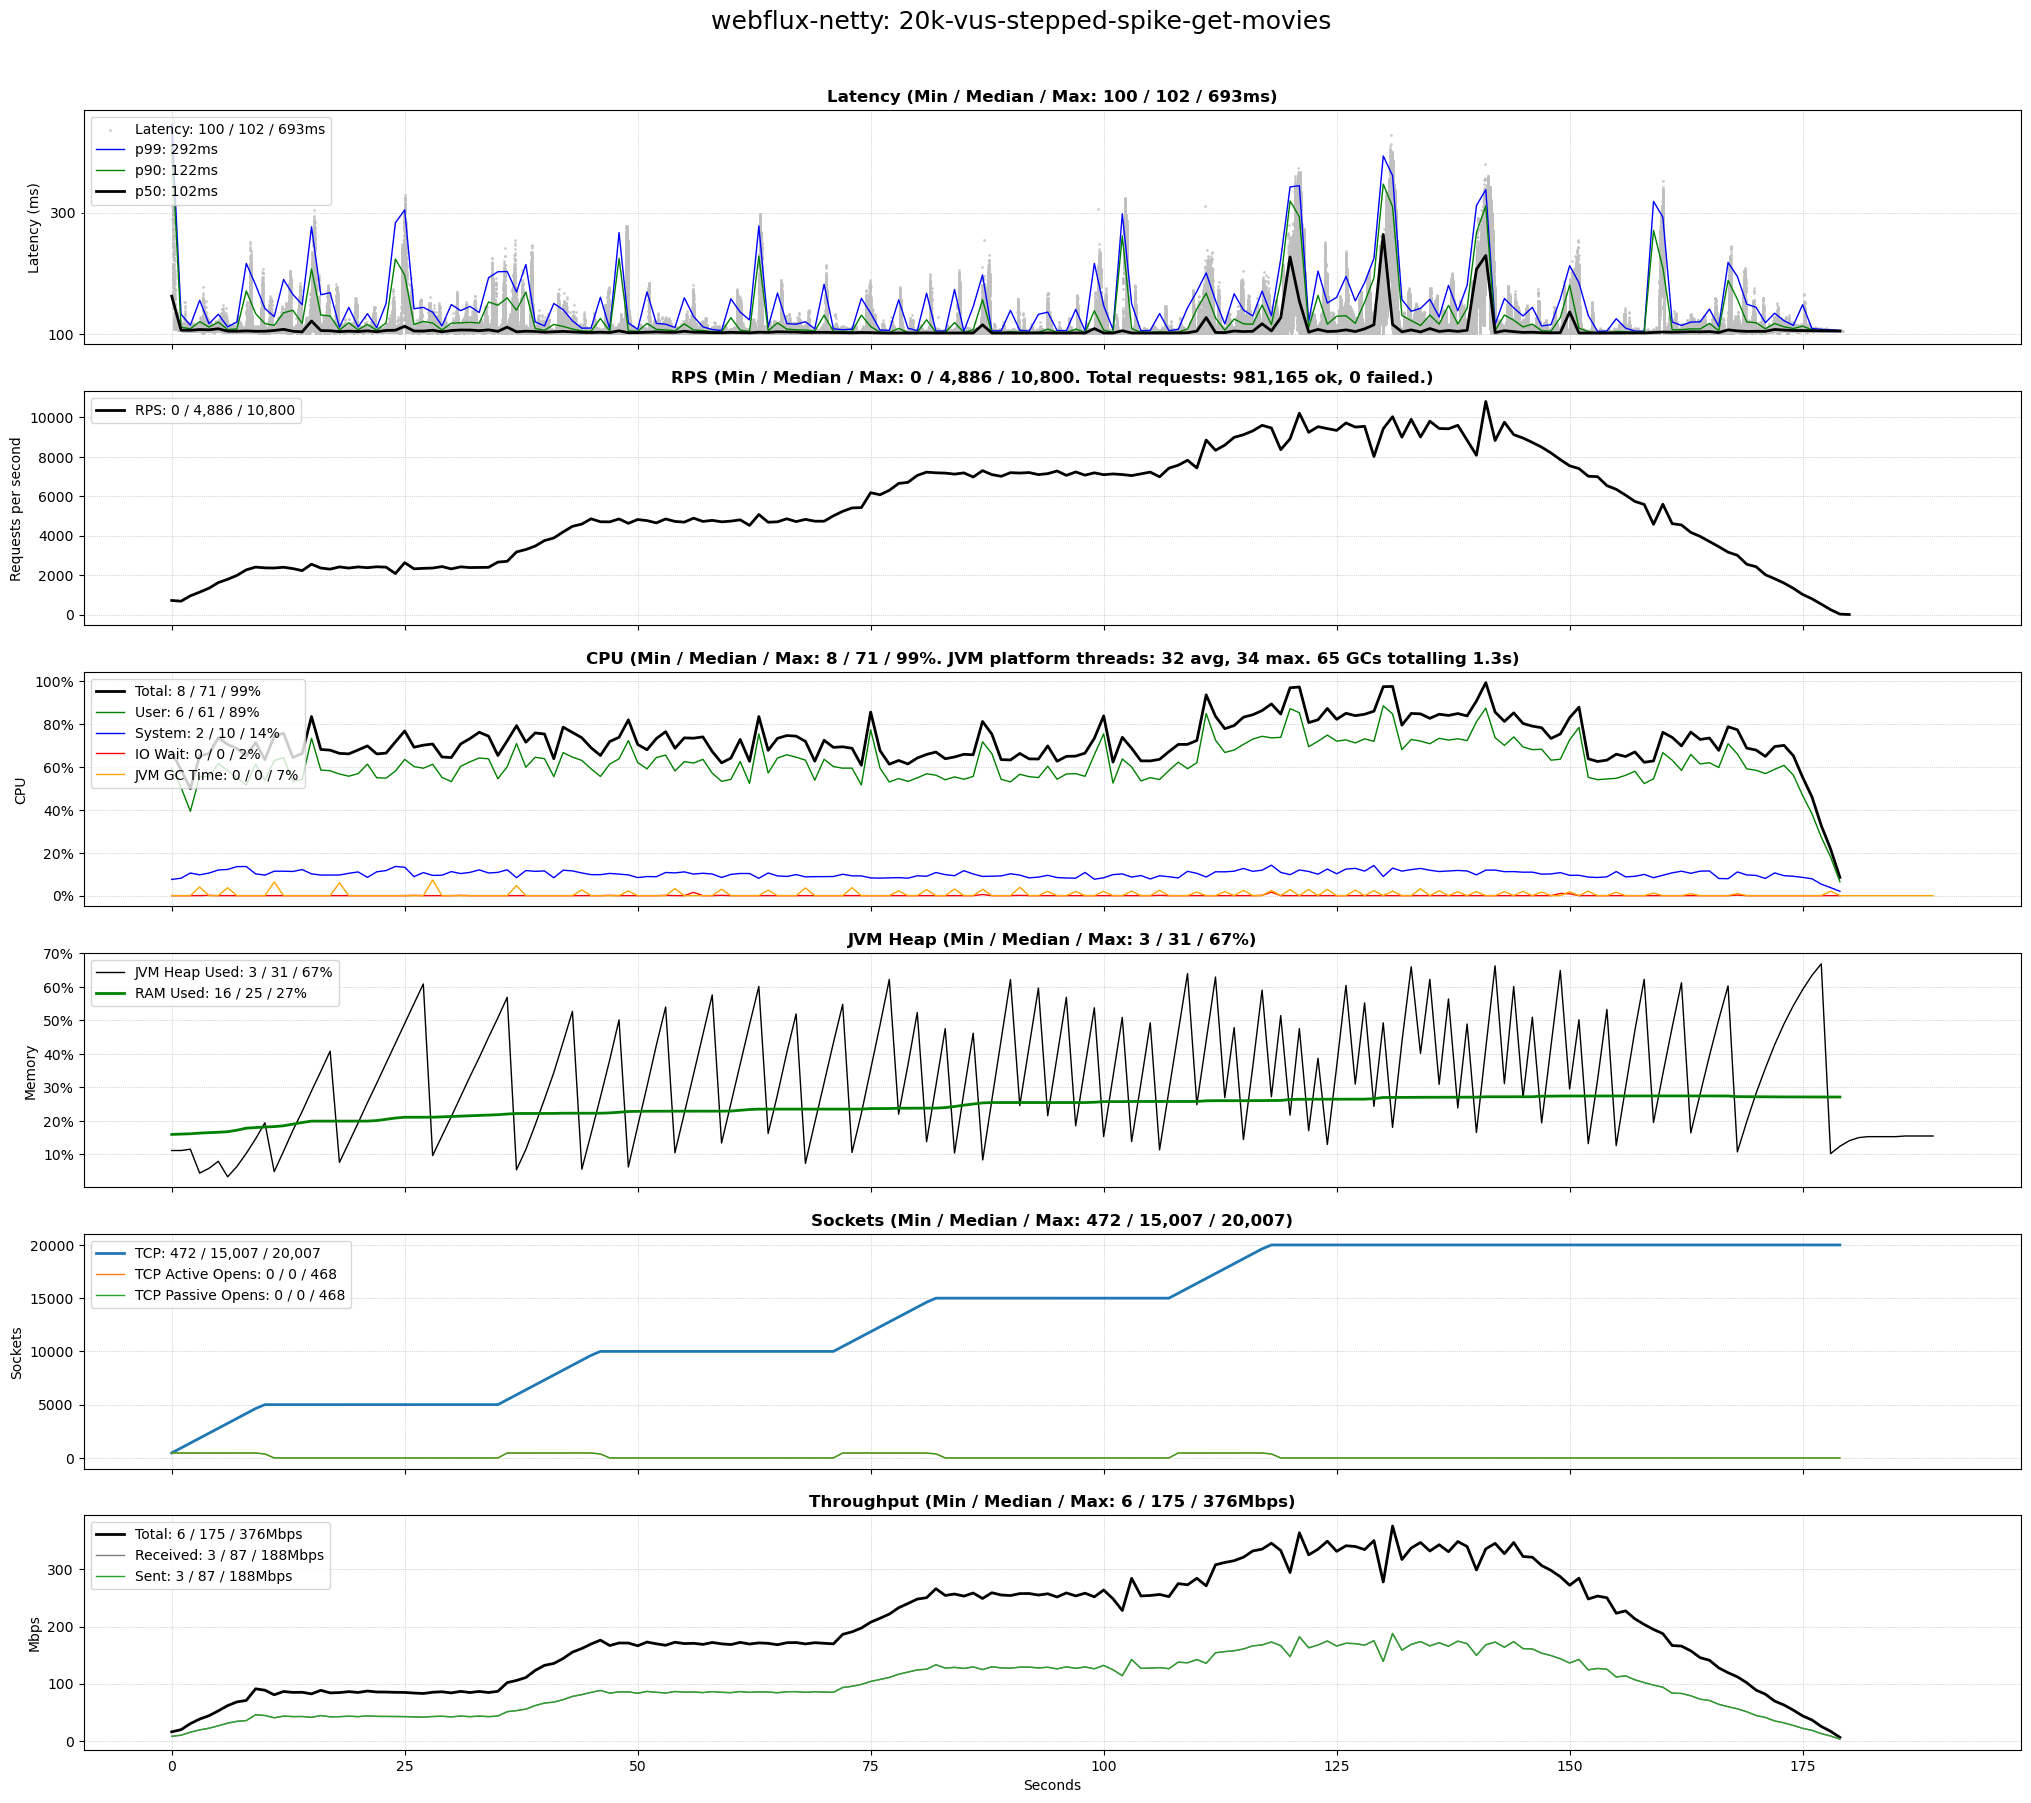 webflux-netty: 20k-vus-stepped-spike-get-movies
Latency (Min / Median / Max: 100 / 102 / 693ms)
Latency: 100 / 102 / 693ms
p99: 292ms
p90: 122ms
p50: 102ms
Latency (ms)
300
100
RPS (Min / Median / Max: 0 / 4,886 / 10,800. Total requests: 981,165 ok, 0 failed.)
RPS: 0 / 4,886 / 10,800
Requests per second
10000
8000
6000
4000
2000
0
CPU (Min / Median / Max: 8 / 71 / 99%. JVM platform threads: 32 avg, 34 max. 65 GCs totalling 1.3s)
Total: 8 / 71 / 99%
User: 6 / 61 / 89%
System: 2 / 10 / 14%
IO Wait: 0 / 0 / 2%
JVM GC Time: 0 / 0 / 7%
CPU
100%
80%
60%
40%
20%
0%
JVM Heap (Min / Median / Max: 3 / 31 / 67%)
JVM Heap Used: 3 / 31 / 67%
RAM Used: 16 / 25 / 27%
Memory
70%
60%
50%
40%
30%
20%
10%
Sockets (Min / Median / Max: 472 / 15,007 / 20,007)
TCP: 472 / 15,007 / 20,007
TCP Active Opens: 0 / 0 / 468
TCP Passive Opens: 0 / 0 / 468
Sockets
20000
15000
10000
5000
0
Throughput (Min / Median / Max: 6 / 175 / 376Mbps)
Total: 6 / 175 / 376Mbps
Received: 3 / 87 / 188Mbps
Sent: 3 / 87 / 188Mbps
Mbps
300
200
100
0
0 25 50 75 100 125 150 175
Seconds